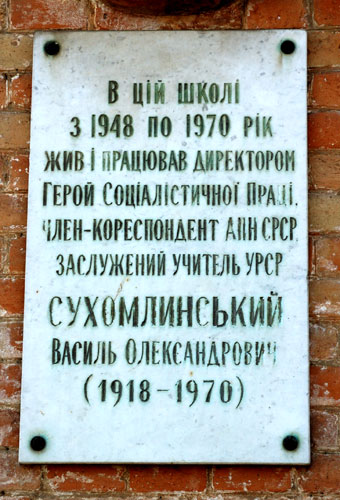 В цій школі
з 1948 по 1970 рік
жив і працював директором
Герой Соціалістичної Праці,
член-кореспондент АПН СРСР
заслужений учитель УРСР
СУХОМЛИНСЬКИЙ
Василь Олександрович
(1918-1970)